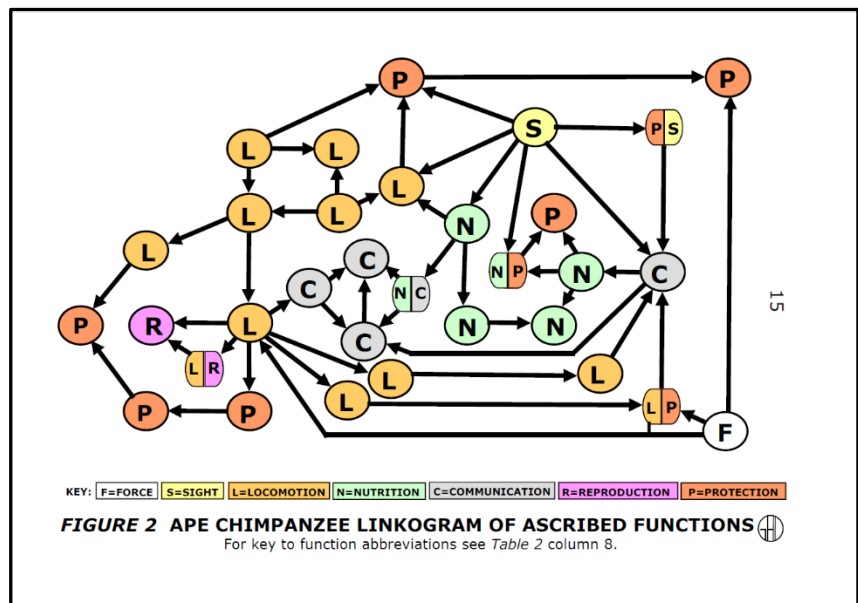 P P
S P S
L L
L L L
N P
L
C C N C N P N C
P R L C N N
L R L L
P P L L P F
15
KEY: F=FORCE S=SIGHT L=LOCOMOTION N=NUTRITION C=COMMUNICATION R=REPRODUCTION P=PROTECTION
FIGURE 2 APE CHIMPANZEE LINKOGRAM OF ASCRIBED FUNCTIONS
For key to function abbreviations see Table 2 column 8.